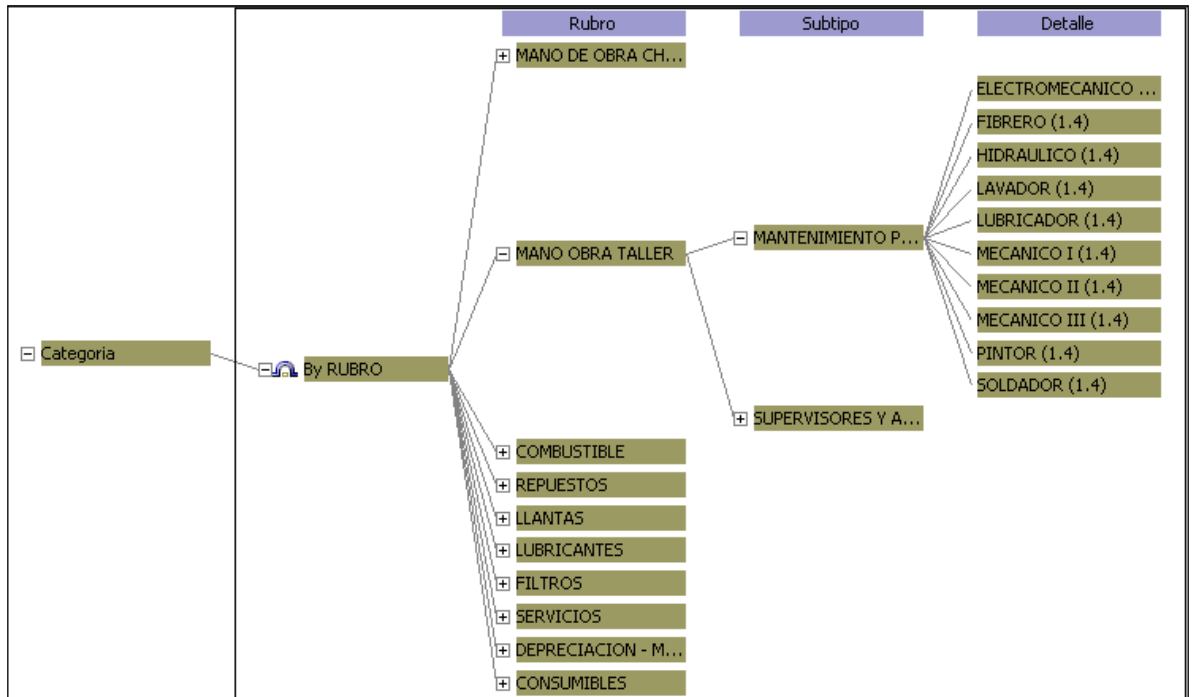 Rubro Subtipo Detalle
MANO DE OBRA CH...
ELECTROMECANICO ...
FIBRERO (1.4)
HIDRAULICO (1.4)
LAVADOR (1.4)
LUBRICADOR (1.4)
MANTENIMIENTO P...
MANO OBRA TALLER
MECANICO I (1.4)
MECANICO II (1.4)
MECANICO III (1.4)
Categoria
PINTOR (1.4)
By RUBRO
SOLDADOR (1.4)
SUPERVISORES Y A...
COMBUSTIBLE
REPUESTOS
LLANTAS
LUBRICANTES
FILTROS
SERVICIOS
DEPRECIACION - M...
CONSUMIBLES